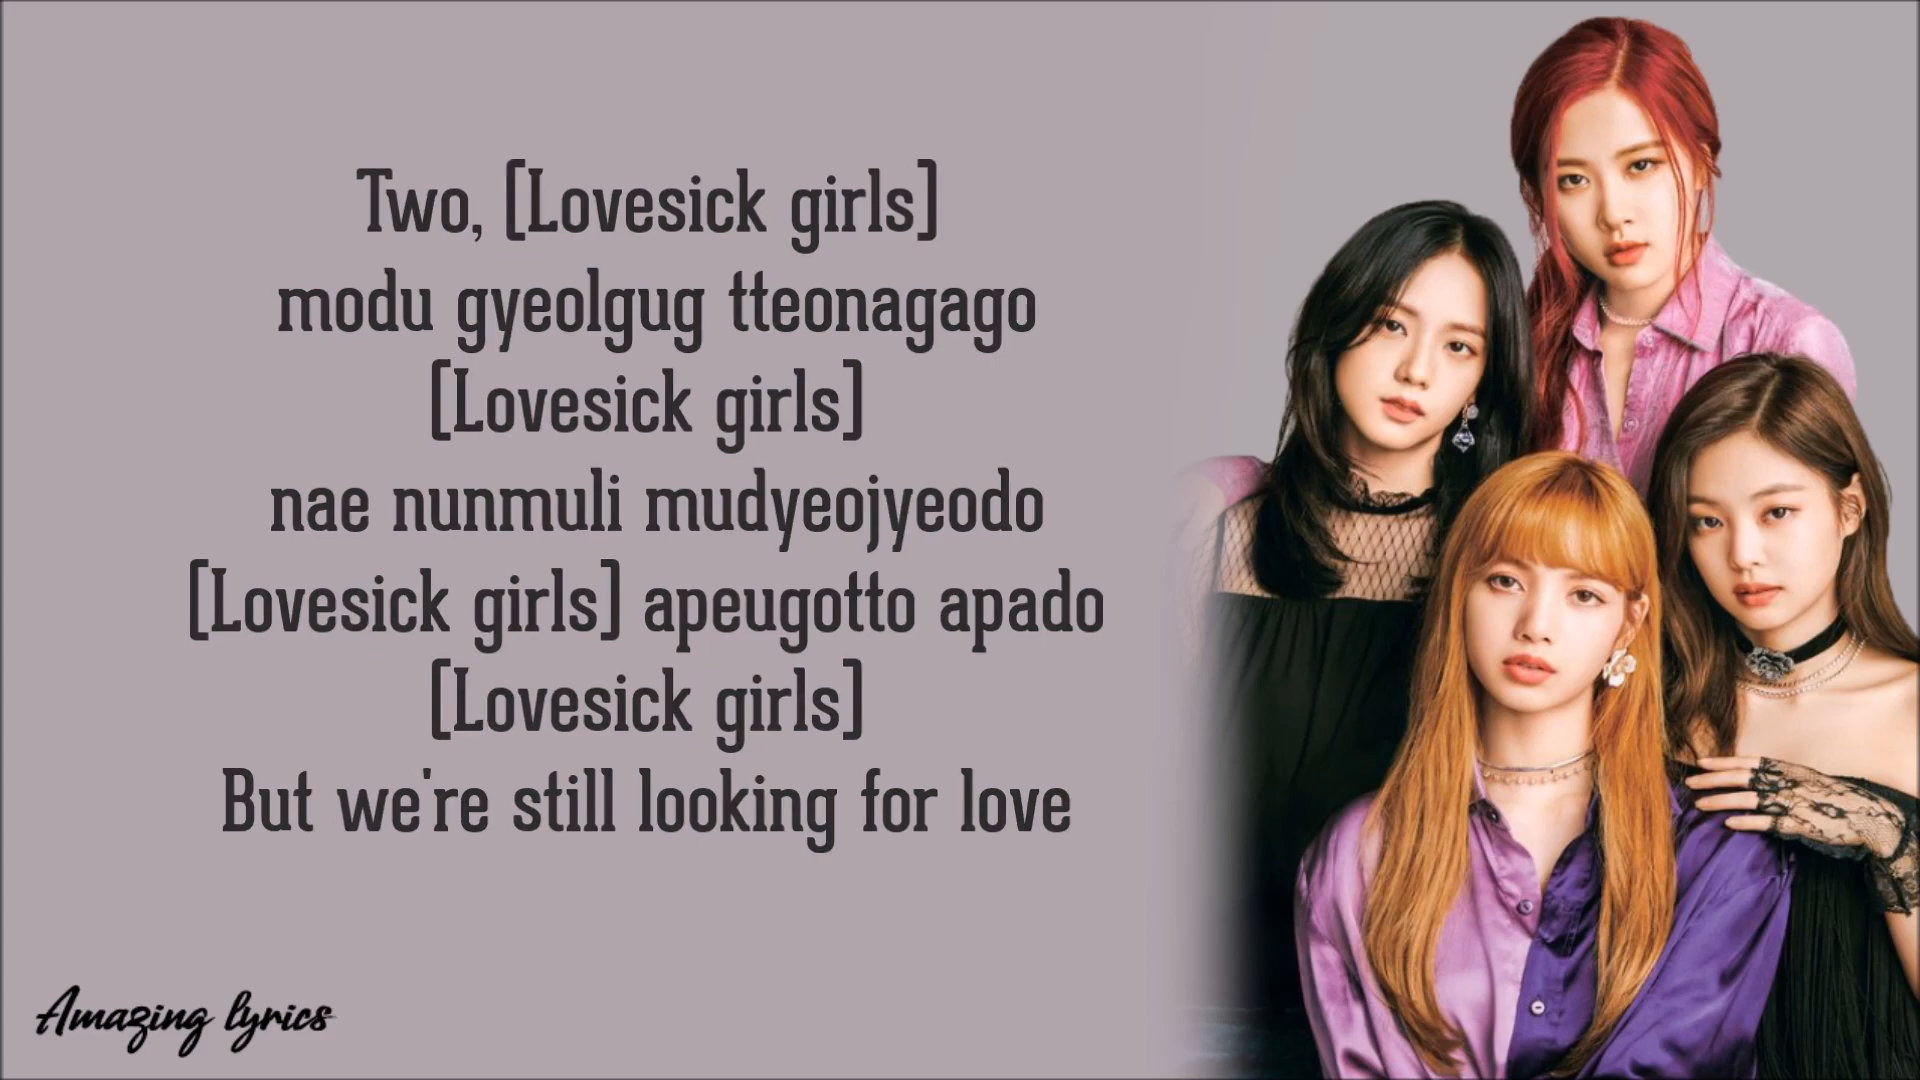 Two, [Lovesick girls]
modu gyeolgug tteonagago
[Lovesick girls]
nae nunmuli mudyeojyeodo
[Lovesick girls] apeugotto apado
[Lovesick girls]
But we're still looking for love
Amazing lyrics